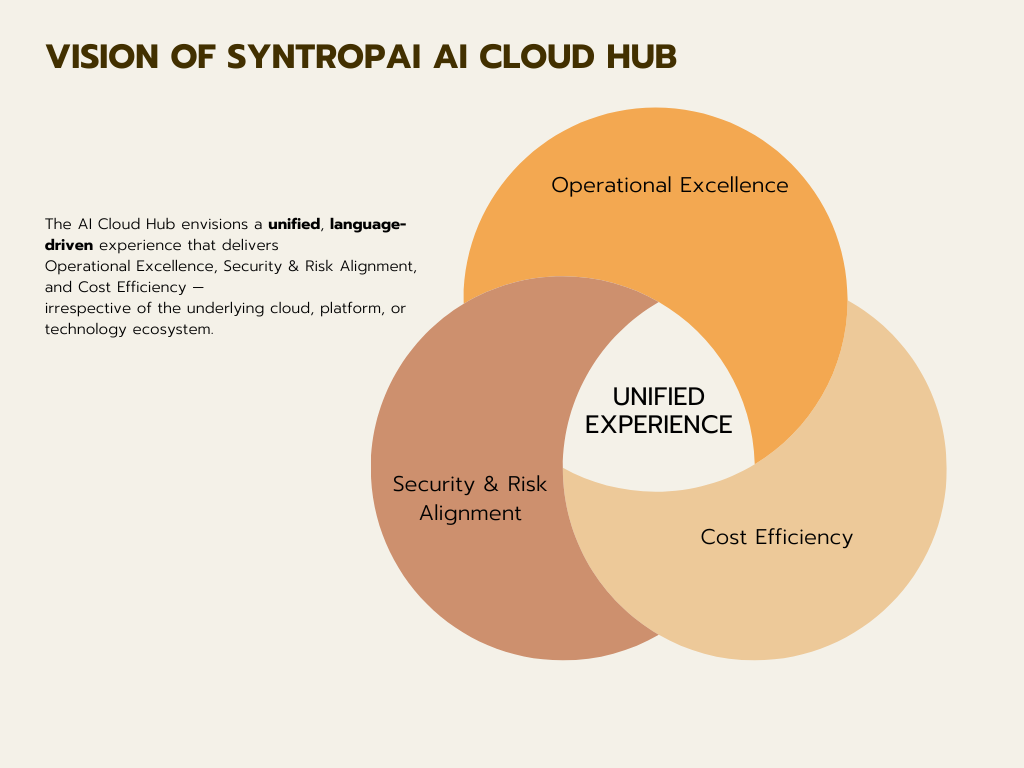 VISION OF SYNTROPAI AI CLOUD HUB
Operational Excellence
The AI Cloud Hub envisions a unified, language-
driven experience that delivers
Operational Excellence, Security & Risk Alignment,
and Cost Efficiency —
irrespective of the underlying cloud, platform, or
technology ecosystem.
UNIFIED
EXPERIENCE
Security & Risk
Alignment
Cost Efficiency